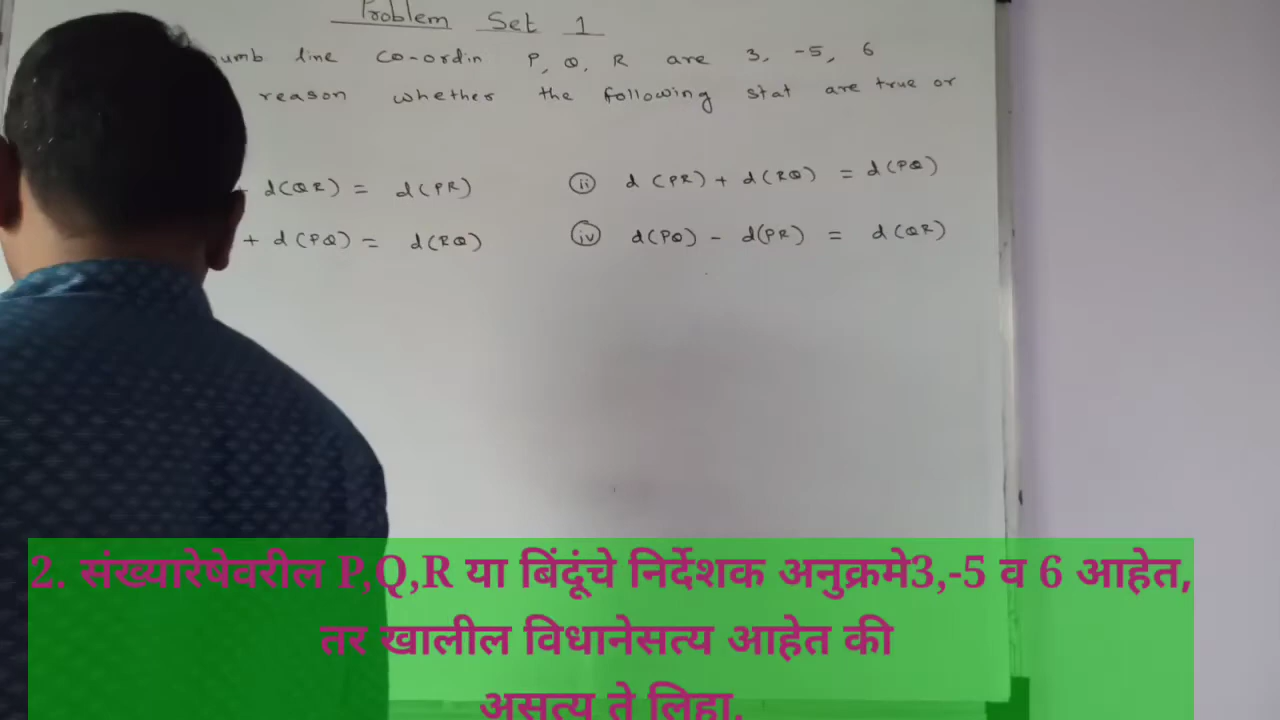 Problem Set 1
numb line co-ordin P, Q, R are 3, -5, 6
reason whether the following stat are true or
+ d(QR) = d(PR) (ii) d (PR) + d(RQ) = d(PQ)
+ d(PQ) = d(RQ) (iv) d(PQ) - d(PR) = d(QR)
2. संख्यारेषेवरील P,Q,R या बिंदूंचे निर्देशक अनुक्रमे3,-5 व 6 आहेत,
तर खालील विधानेसत्य आहेत की
असत्य ते लिहा.